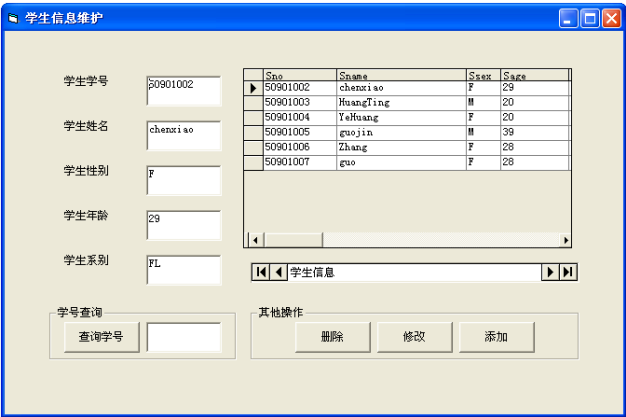 学生信息维护
学生学号 50901002
学生姓名 chenxiao
学生性别 F
学生年龄 29
学生系别 FL
Sno Sname Ssex Sage
50901002 chenxiao F 29
50901003 HuangTing M 20
50901004 YeHuang F 20
50901005 guojin M 39
50901006 Zhang F 28
50901007 guo F 28
学生信息
学号查询
查询学号
其他操作
删除 修改 添加